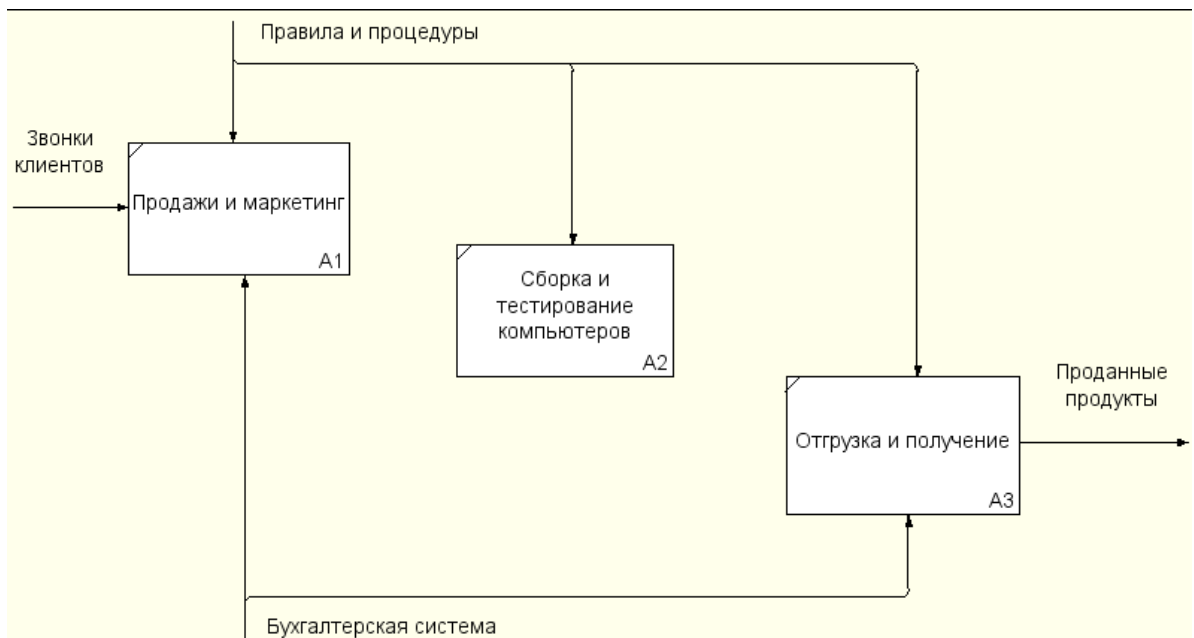 Правила и процедуры
Звонки
клиентов
Продажи и маркетинг
A1
Сборка и
тестирование
компьютеров
A2
Проданные
продукты
Отгрузка и получение
A3
Бухгалтерская система